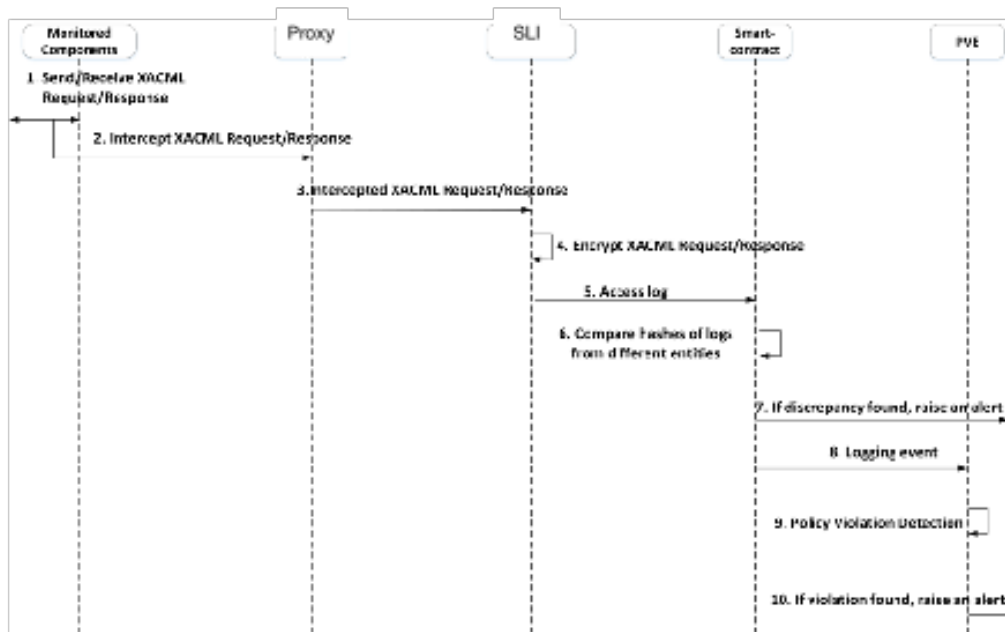 Monitored
Components
Proxy
SLI
Smart-
contract
PVE
1. Send/Receive XACML
Request/Response
2. Intercept XACML Request/Response
3.Intercepted XACML Request/Response
4. Encrypt XACML Request/Response
5. Access log
6. Compare hashes of logs
from different entities
7. If discrepancy found, raise an alert
8. Logging event
9. Policy Violation Detection
10. If violation found, raise an alert